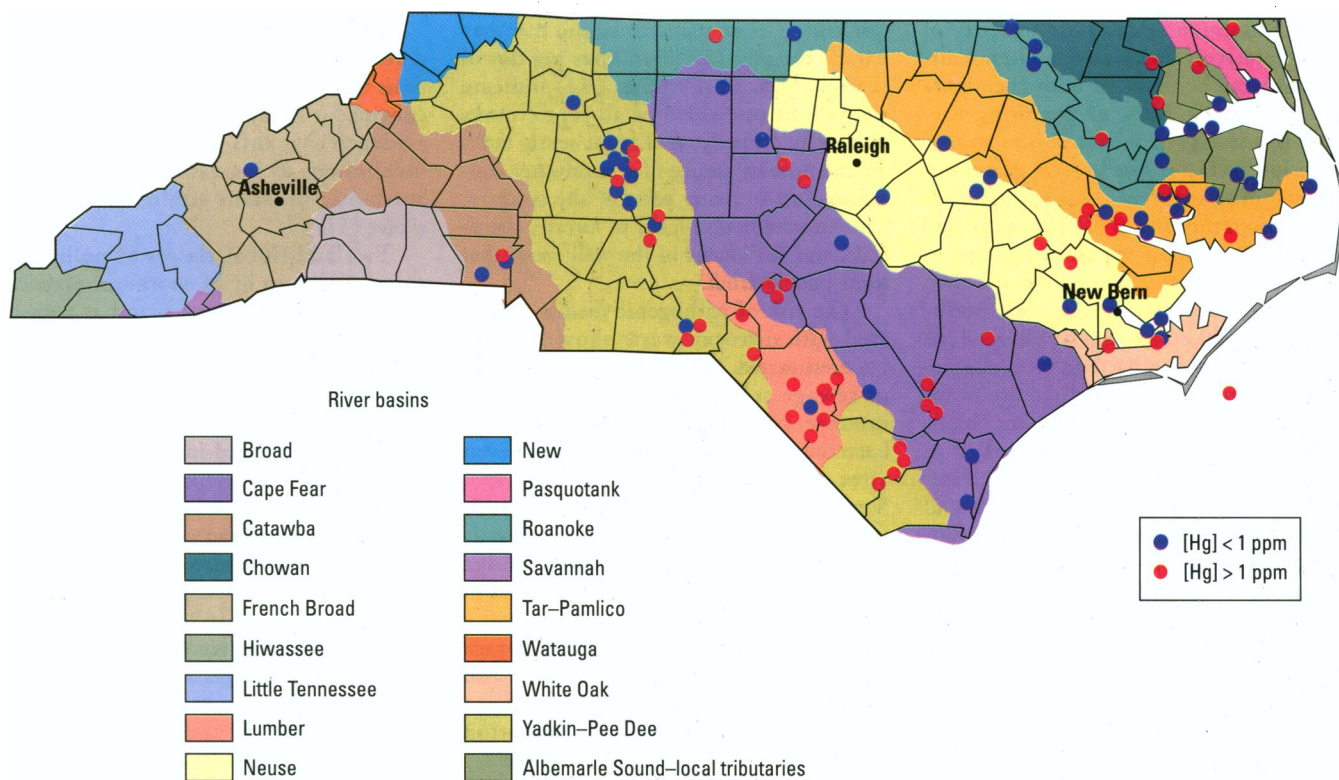 Raleigh
Asheville
New Bern
River basins
Broad
Cape Fear
Catawba
Chowan
French Broad
Hiwassee
Little Tennessee
Lumber
Neuse
New
Pasquotank
Roanoke
Savannah
Tar–Pamlico
Watauga
White Oak
Yadkin–Pee Dee
Albemarle Sound–local tributaries
[Hg] < 1 ppm
[Hg] > 1 ppm